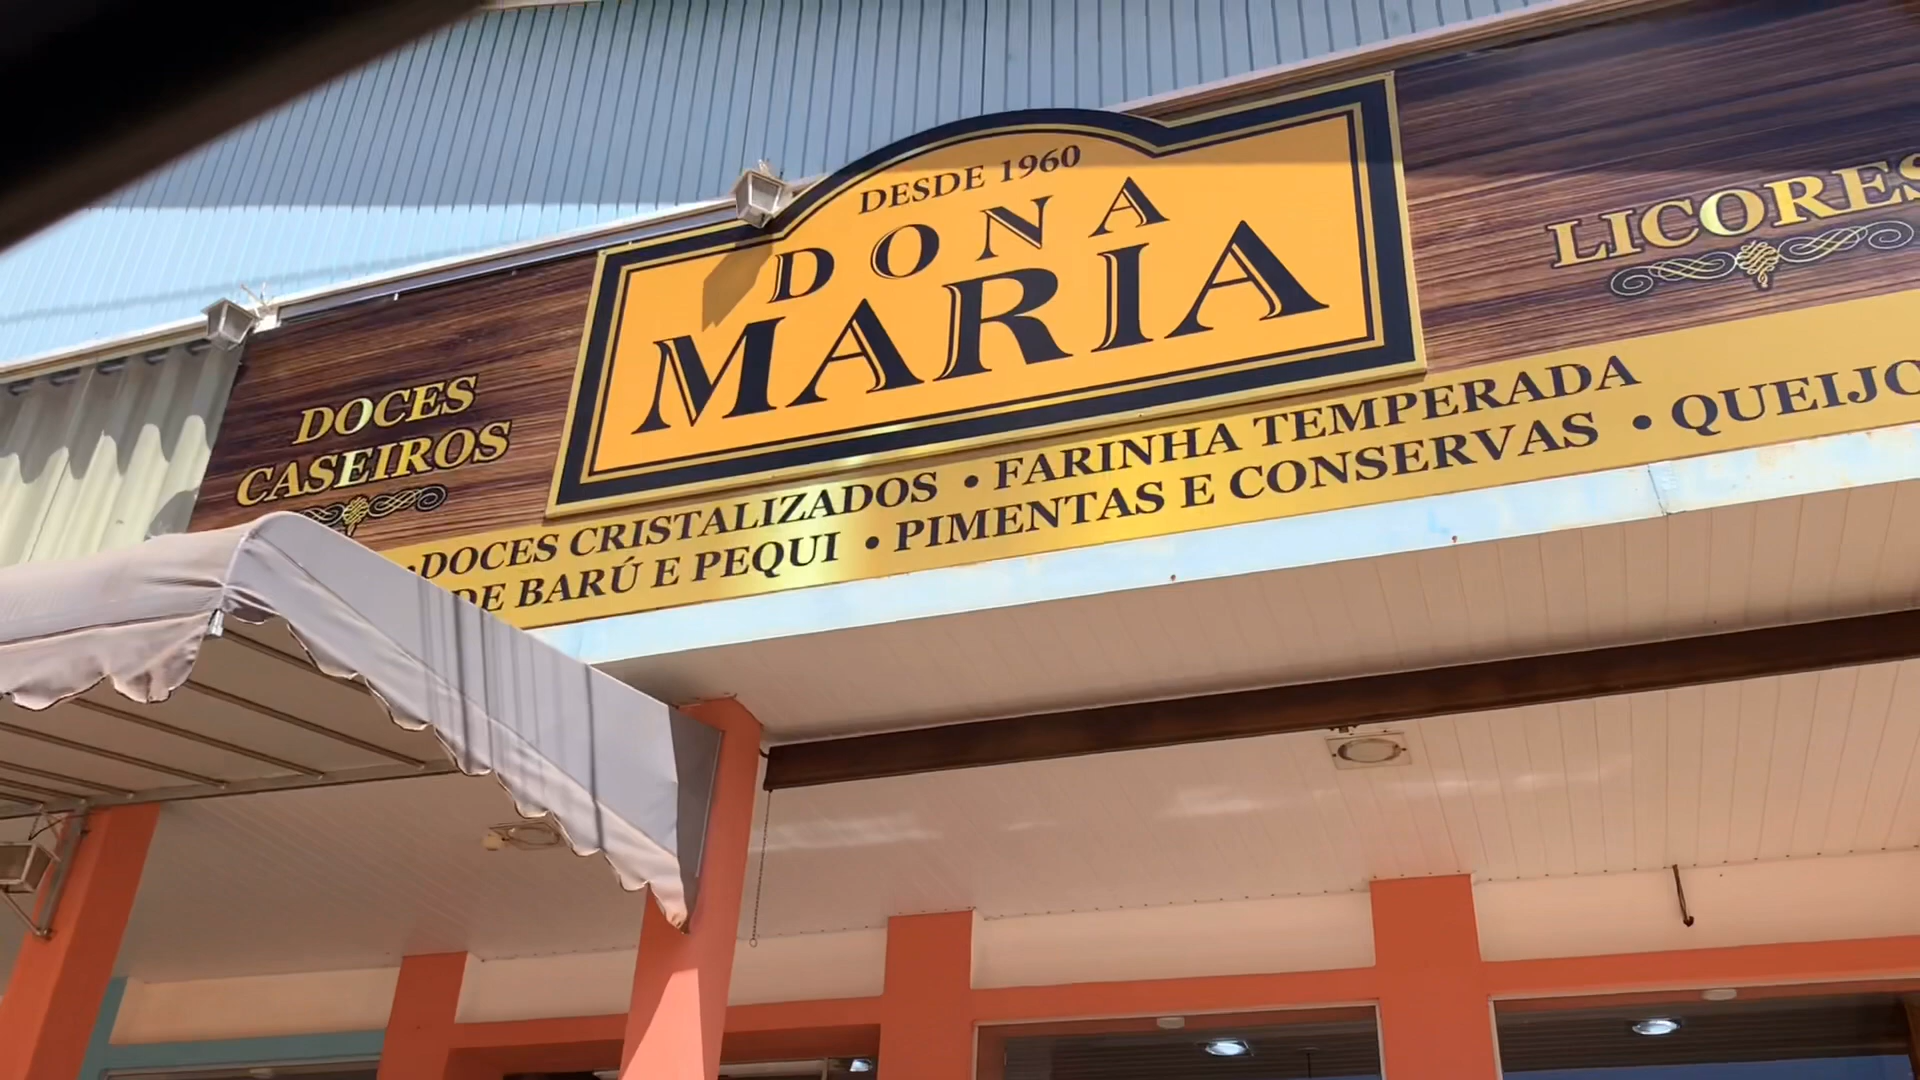 DESDE 1960
DONA
MARIA
DOCES
CASEIROS
LICORES
•DOCES CRISTALIZADOS • FARINHA TEMPERADA
DE BARÚ E PEQUI • PIMENTAS E CONSERVAS • QUEIJO